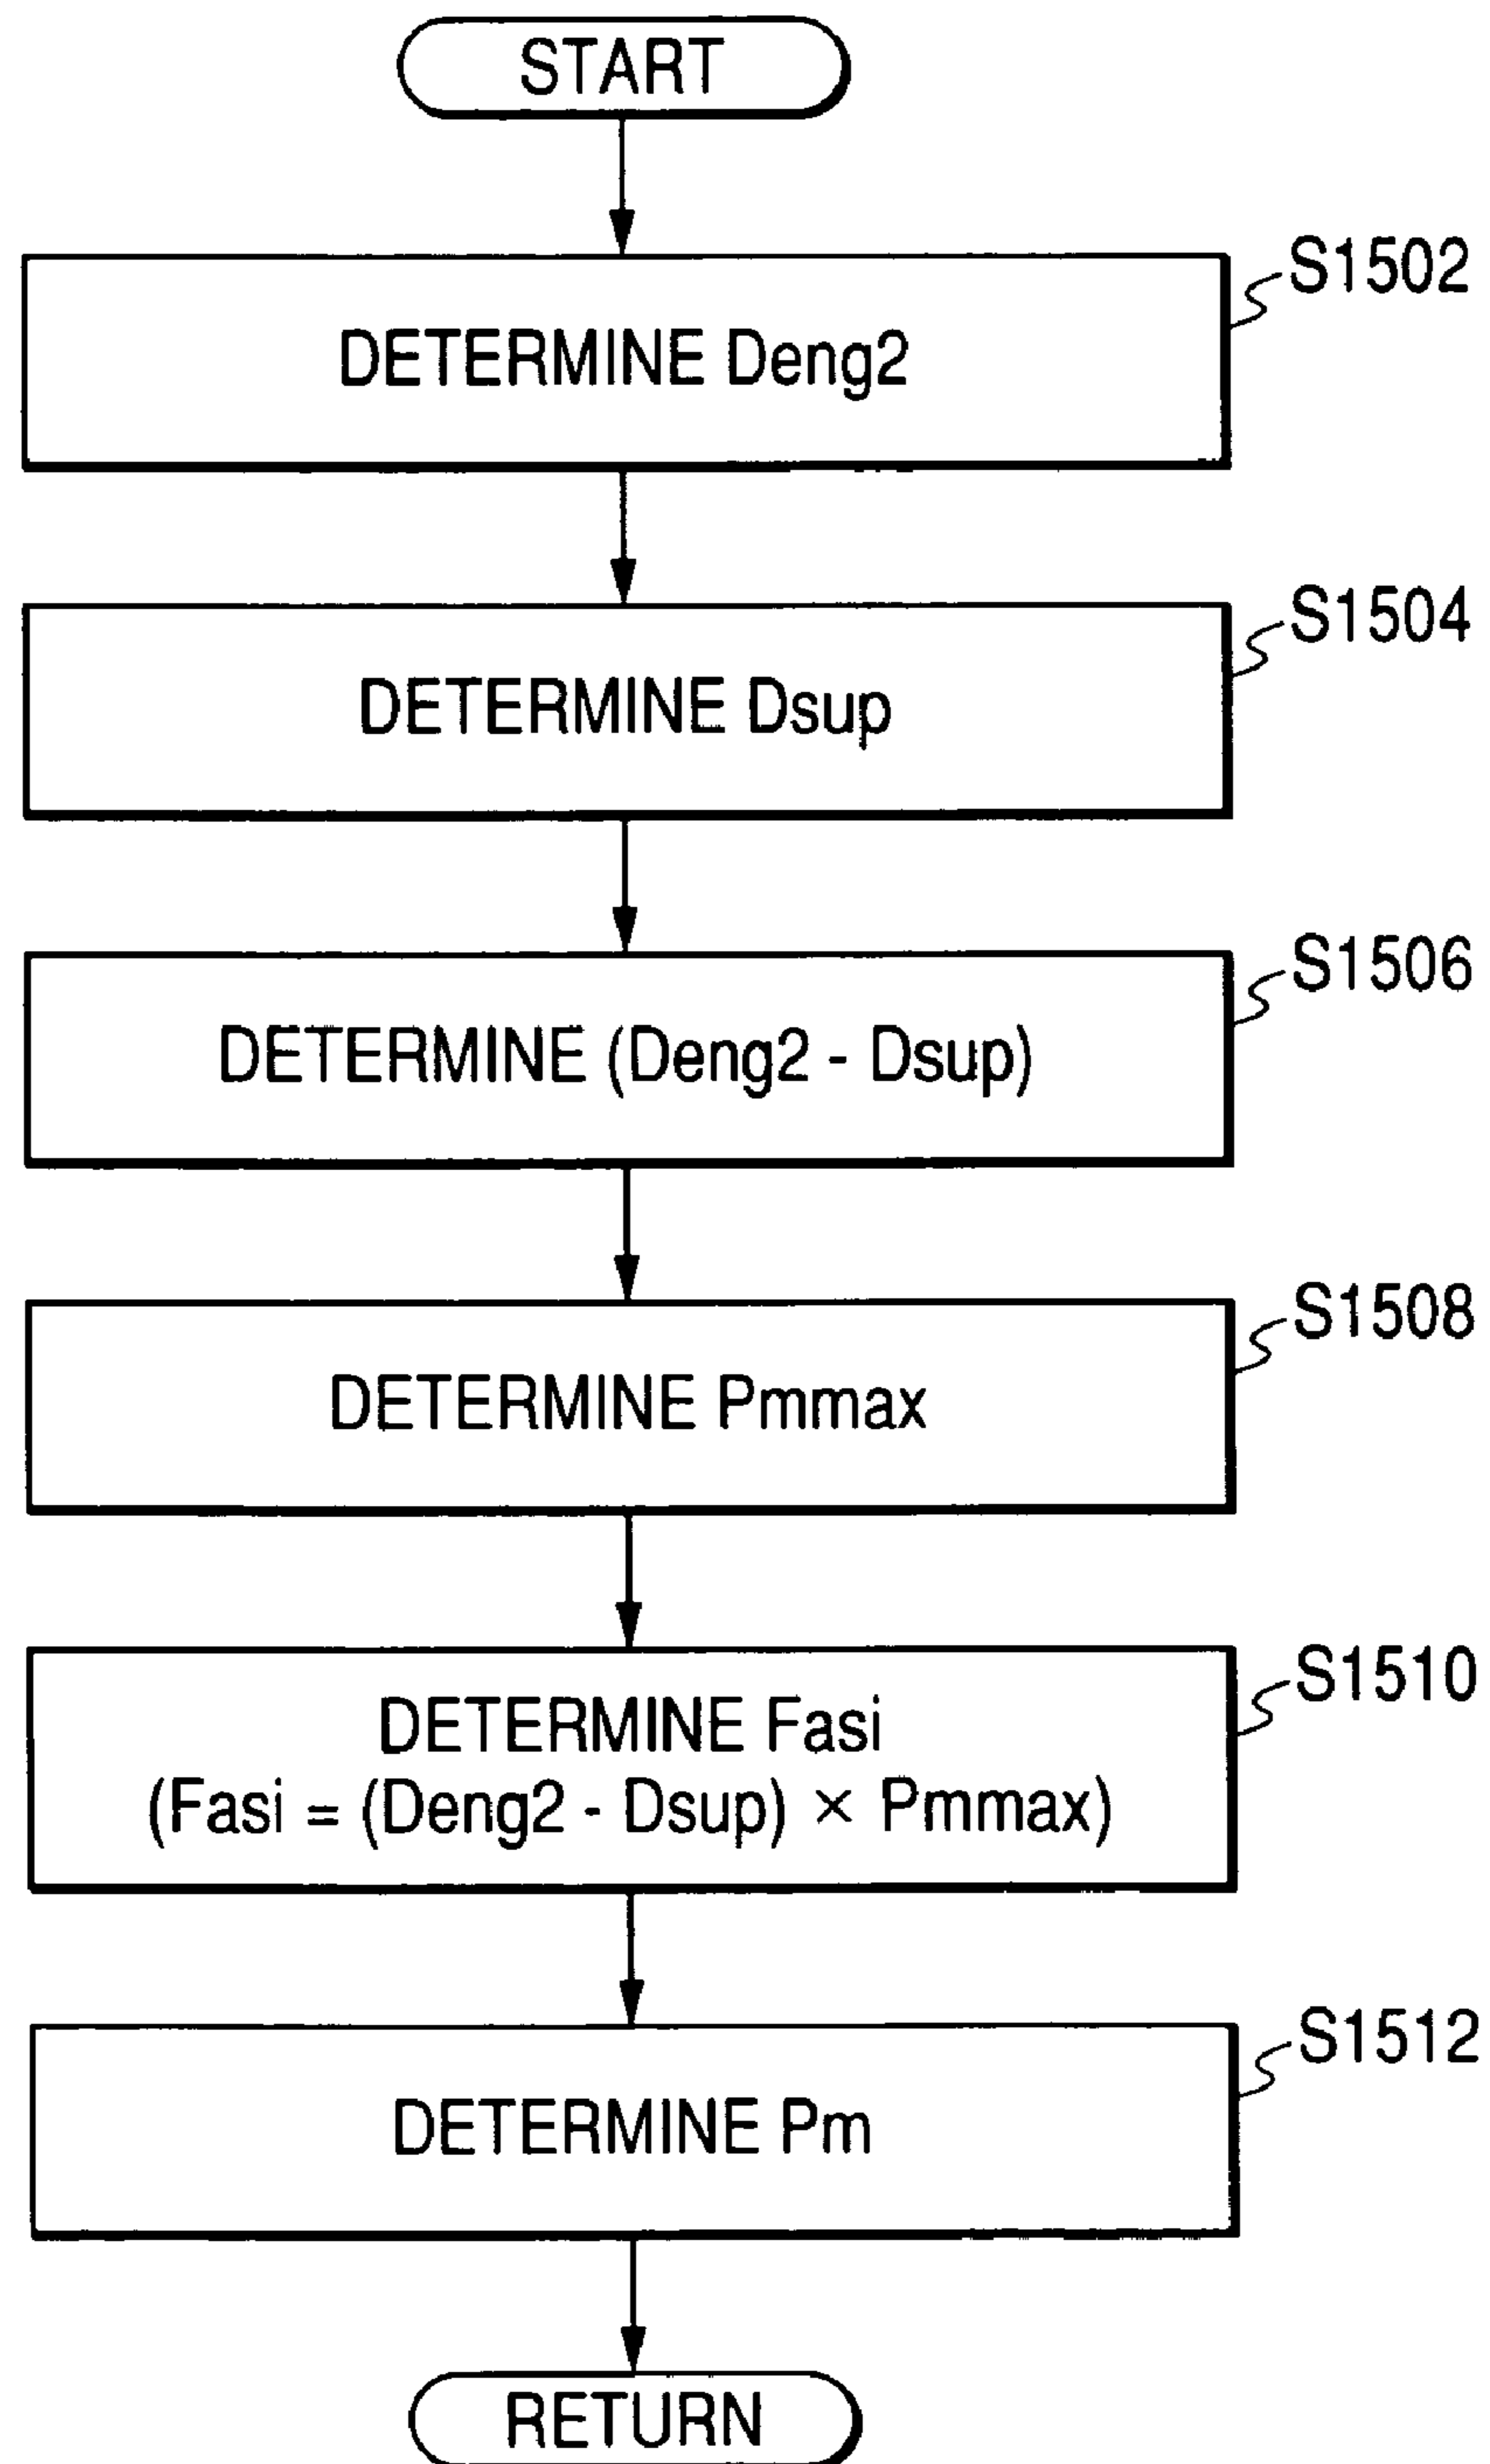 START
S1502
DETERMINE Deng2
S1504
DETERMINE Dsup
S1506
DETERMINE (Deng2 - Dsup)
S1508
DETERMINE Pmmax
S1510
DETERMINE Fasi
(Fasi = (Deng2 - Dsup) × Pmmax)
S1512
DETERMINE Pm
RETURN